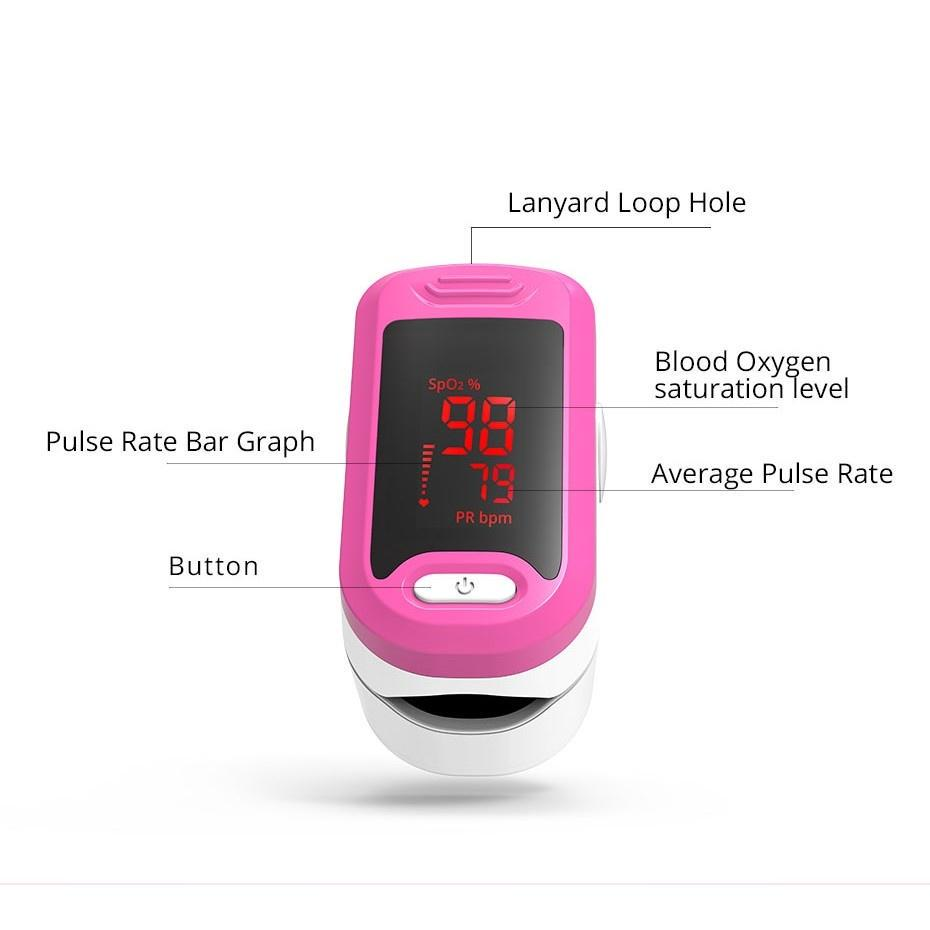 Lanyard Loop Hole
Blood Oxygen
saturation level
SpO₂ %
98
Pulse Rate Bar Graph
79
Average Pulse Rate
PR bpm
Button